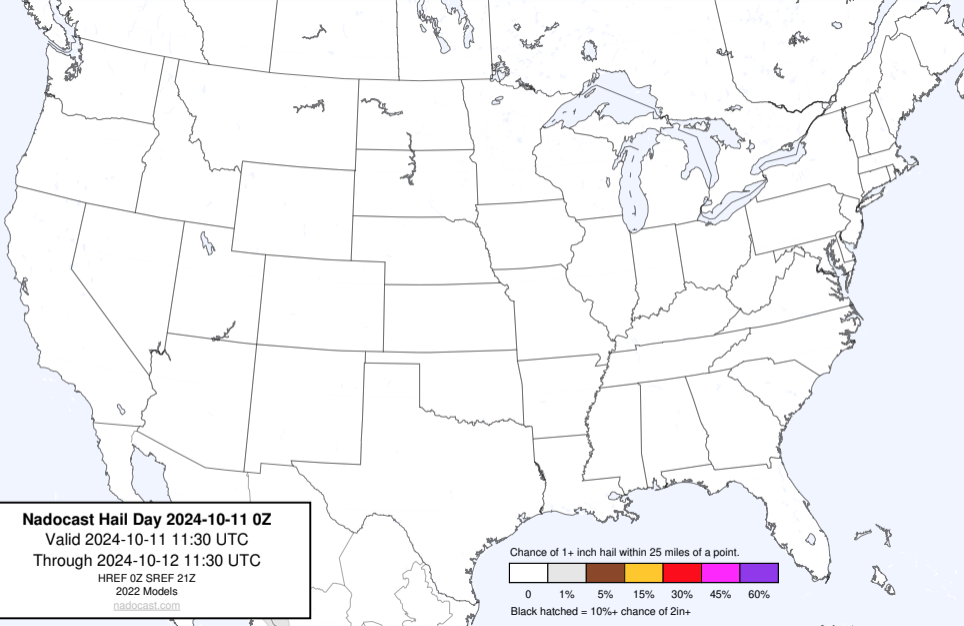 Nadocast Hail Day 2024-10-11 0Z
Valid 2024-10-11 11:30 UTC
Through 2024-10-12 11:30 UTC
HREF 0Z SREF 21Z
2022 Models
nadocast.com
Chance of 1+ inch hail within 25 miles of a point.
0 1% 5% 15% 30% 45% 60%
Black hatched = 10%+ chance of 2in+